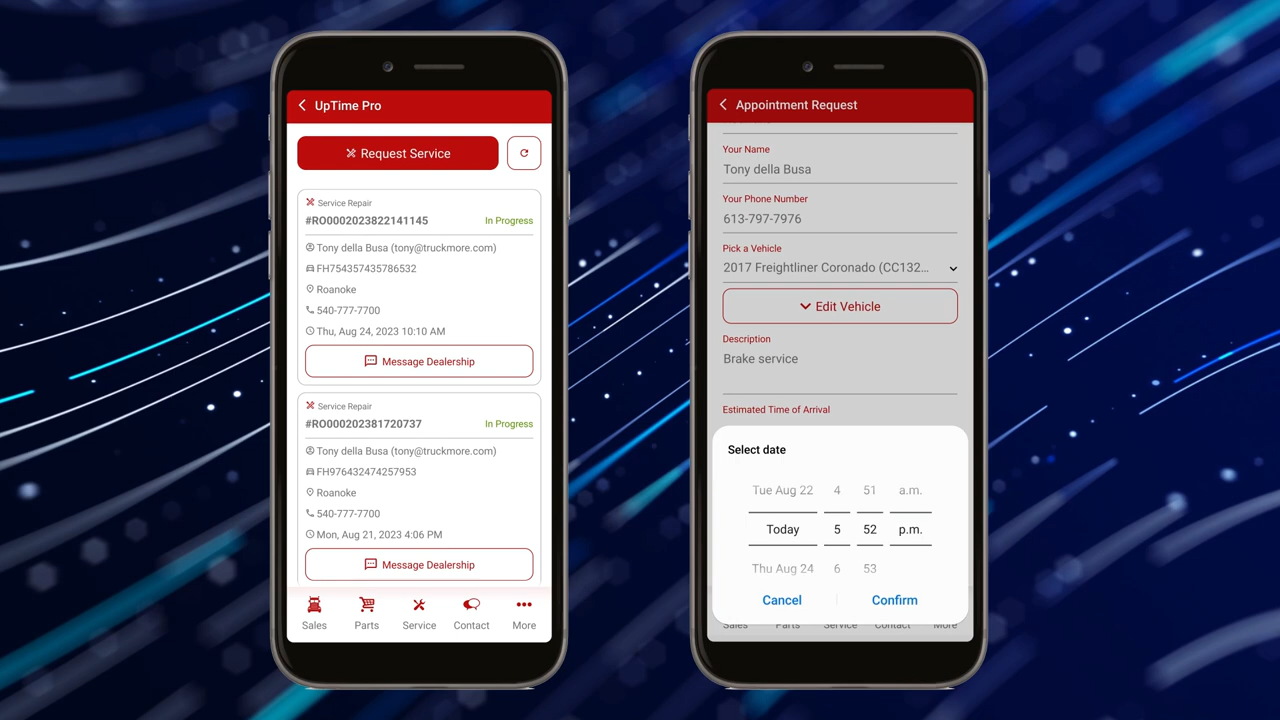 UpTime Pro
Request Service
Service Repair
#RO0002023822141145 In Progress
Tony della Busa (tony@truckmore.com)
FH754357435786532
Roanoke
540-777-7700
Thu, Aug 24, 2023 10:10 AM
Message Dealership
Service Repair
#RO000202381720737 In Progress
Tony della Busa (tony@truckmore.com)
FH976432474257953
Roanoke
540-777-7700
Mon, Aug 21, 2023 4:06 PM
Message Dealership
Sales Parts Service Contact More
Appointment Request
Your Name
Tony della Busa
Your Phone Number
613-797-7976
Pick a Vehicle
2017 Freightliner Coronado (CC132...
Edit Vehicle
Description
Brake service
Estimated Time of Arrival
Select date
Tue Aug 22 4 51 a.m.
Today 5 52 p.m.
Thu Aug 24 6 53
Cancel Confirm
Sales Parts Service Contact More